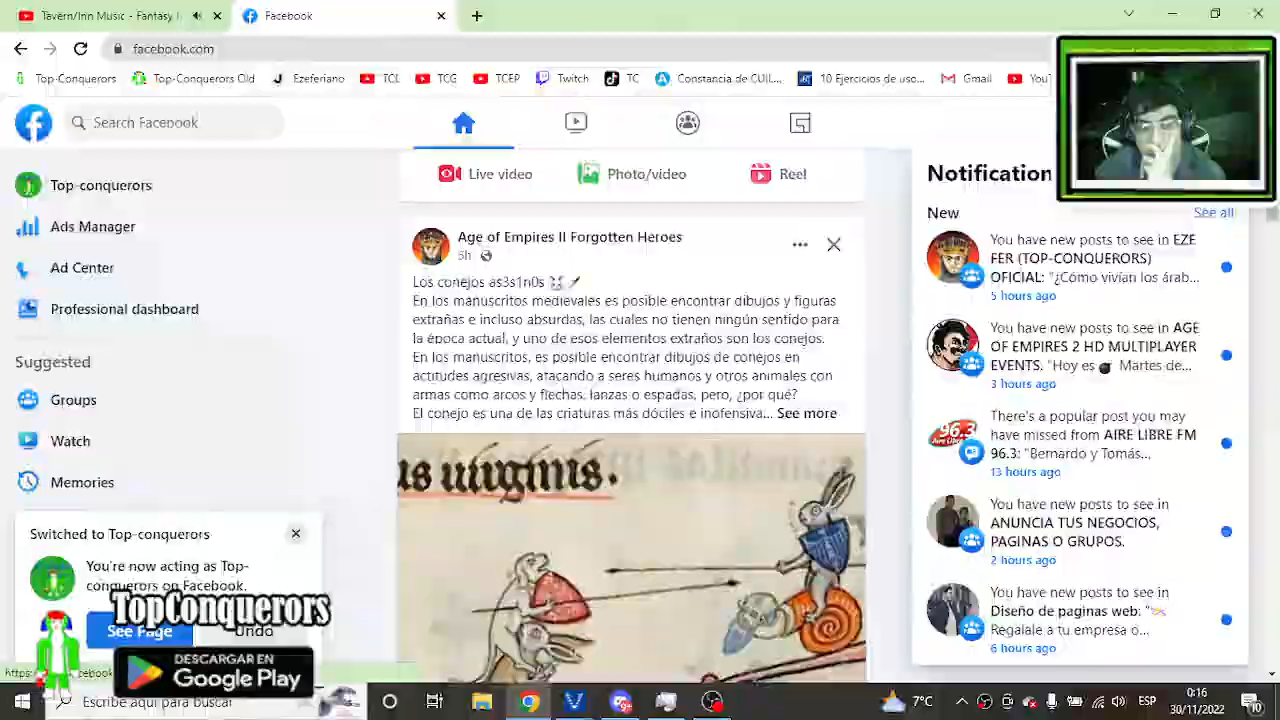 Tavern/Inn Music - Fantasy
Facebook
facebook.com
Top-Conquerors
Top-Conquerors Old
Ezeferiano
TCG
TCEP
Twitch
TC
Constancia de CUIL...
10 Ejercicios de uso...
Gmail
Search Facebook
Live video
Photo/video
Reel
Top-conquerors
Ads Manager
Ad Center
Professional dashboard
Suggested
Groups
Watch
Memories
Switched to Top-conquerors
You're now acting as Top-
conquerors on Facebook.
See Page
Undo
TopConquerors
DESCARGAR EN
Google Play
Age of Empires II Forgotten Heroes
Los conejos as3s1n0s
En los manuscritos medievales es posible encontrar dibujos y figuras
extrañas e incluso absurdas, las cuales no tienen ningún sentido para
la época actual, y uno de esos elementos extraños son los conejos.
En los manuscritos, es posible encontrar dibujos de conejos en
actitudes agresivas, atacando a seres humanos y otros animales con
armas como arcos y flechas, lanzas o espadas, pero, ¿por qué?
El conejo es una de las criaturas más dóciles e inofensiva... See more
Notification
New
See all
You have new posts to see in EZE
FER (TOP-CONQUERORS)
OFICIAL: "¿Cómo vivían los árab...
5 hours ago
You have new posts to see in AGE
OF EMPIRES 2 HD MULTIPLAYER
EVENTS. "Hoy es Martes de...
3 hours ago
There's a popular post you may
have missed from AIRE LIBRE FM
96.3: "Bernardo y Tomás...
13 hours ago
96.3
You have new posts to see in
ANUNCIA TUS NEGOCIOS,
PAGINAS O GRUPOS.
2 hours ago
You have new posts to see in
Diseño de paginas web: "
Regálale a tu empresa o...
6 hours ago
Escribe aquí para buscar
7°C
ESP
0:16
30/11/2022